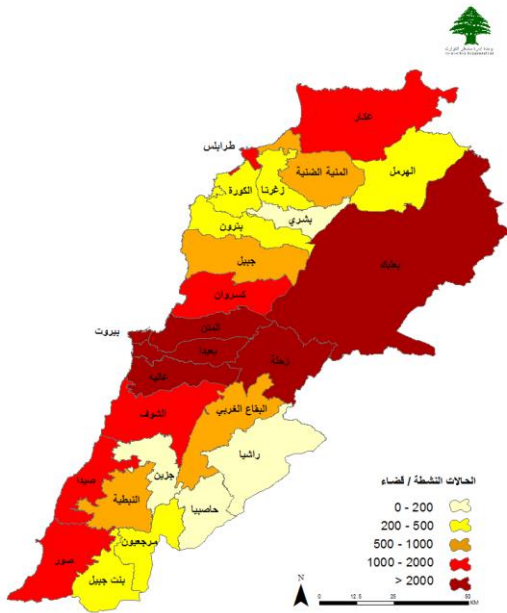 عكار
طرابلس
المنية الضنية
الهرمل
زغرتا
الكورة
بشري
بترون
بعلبك
جبيل
كسروان
المتن
بيروت
بعبدا
زحلة
عاليه
البقاع الغربي
الشوف
راشيا
جزين
صيدا
النبطية
حاصبيا
مرجعيون
صور
بنت جبيل
الحالات النشطة / قضاء
0 - 200
200 - 500
500 - 1000
1000 - 2000
> 2000
N
0 12.5 25 50
KM